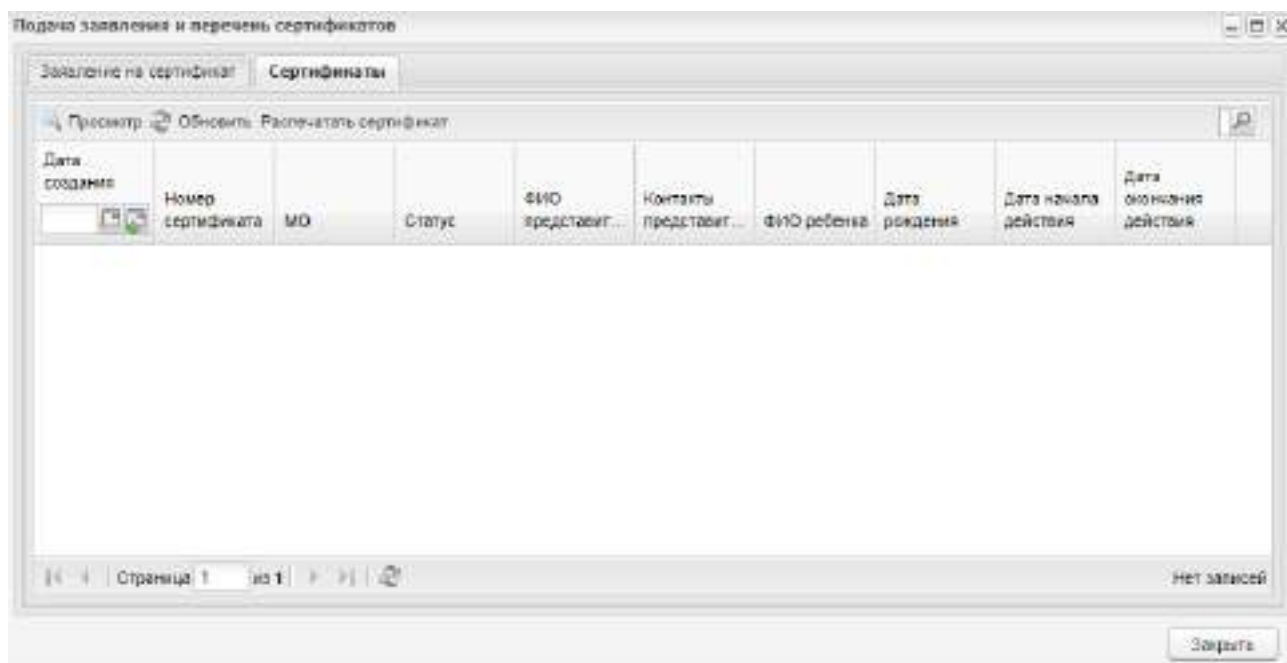 Подача заявления и перечень сертификатов
Заявление на сертификат Сертификаты
Просмотр Обновить Распечатать сертификат
Дата создания
Номер сертификата
МО
Статус
ФИО представит...
Контакты представит...
ФИО ребенка
Дата рождения
Дата начала действия
Дата окончания действия
Страница 1 из 1
Нет записей
Закрыть